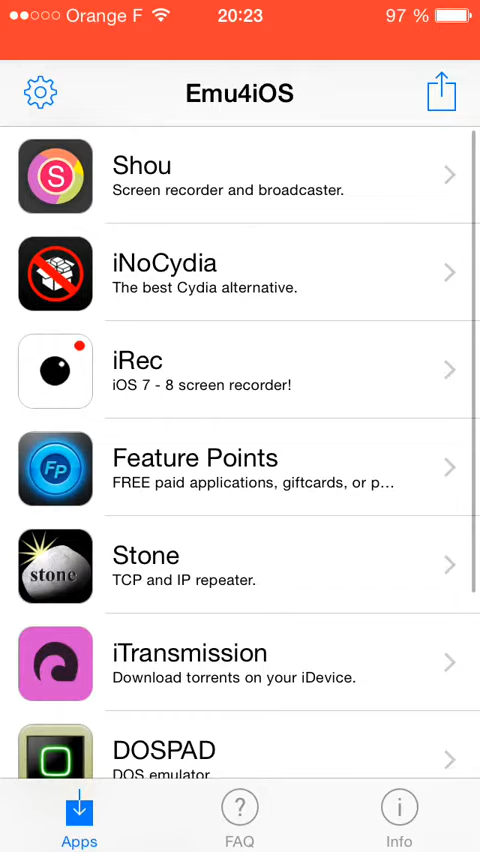 Orange F 20:23 97 %
Emu4iOS
S
Shou
Screen recorder and broadcaster.
iNoCydia
The best Cydia alternative.
iRec
iOS 7 - 8 screen recorder!
FP
Feature Points
FREE paid applications, giftcards, or p...
stone
Stone
TCP and IP repeater.
iTransmission
Download torrents on your iDevice.
DOSPAD
DOS emulator
?
i
Apps FAQ Info